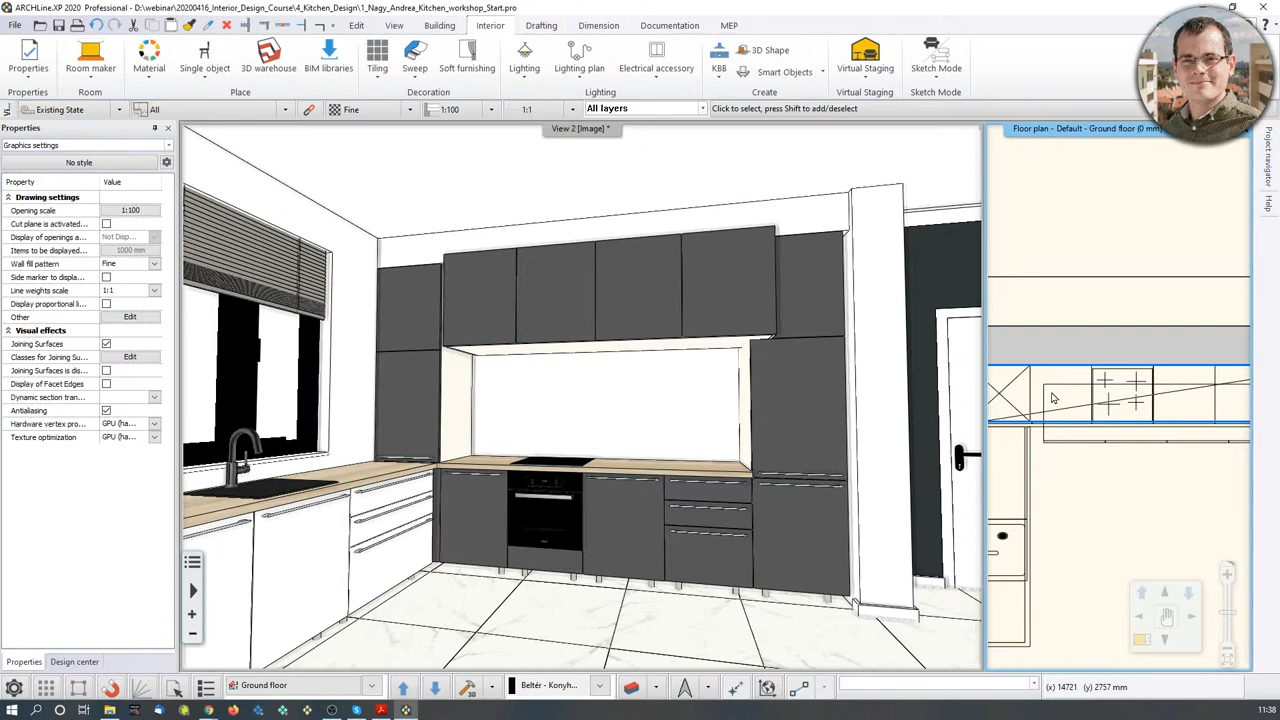 ARCHLine.XP 2020 Professional - D:\webinar\20200416_Interior_Design_Course\4_Kitchen_Design\1_Nagy_Andrea_Kitchen_workshop_Start.pro
File
Edit View Building Interior Drafting Dimension Documentation MEP
Properties Room maker Material Single object 3D warehouse BIM libraries Tiling Sweep Soft furnishing Lighting Lighting plan Electrical accessory KBB 3D Shape Smart Objects Virtual Staging Sketch Mode
Properties Room Place Decoration Lighting Create Virtual Staging Sketch Mode
Existing State All Fine 1:100 1:1 All layers Click to select, press Shift to add/deselect
Properties
View 2 [Image] *
Floor plan - Default - Ground floor (0 mm)
Graphics settings
No style
Property Value
Drawing settings
Opening scale 1:100
Cut plane is activated...
Display of openings a... Not Disp...
Items to be displayed... 1000 mm
Wall fill pattern Fine
Side marker to displa...
Line weights scale 1:1
Display proportional li...
Other Edit
Visual effects
Joining Surfaces
Classes for Joining Su... Edit
Joining Surfaces is dis...
Display of Facet Edges
Dynamic section tran...
Antialiasing
Hardware vertex pro... GPU (ha...
Texture optimization GPU (ha...
Project navigator
Help
Properties Design center
Ground floor
Beltér - Konyh...
(x) 14721 (y) 2757 mm
11:38